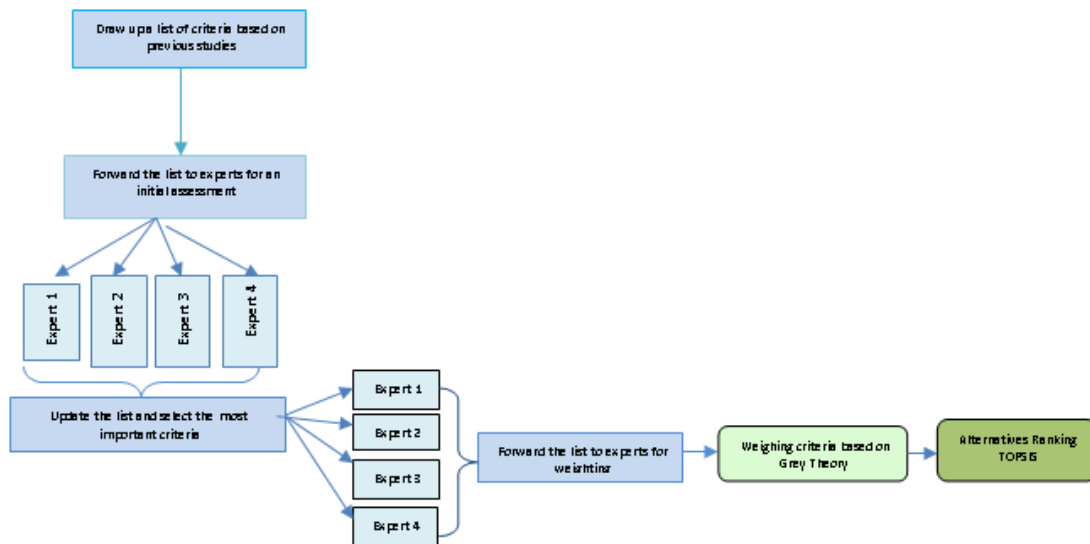 Draw up a list of criteria based on
previous studies
Forward the list to experts for an
initial assessment
Expert 1
Expert 2
Expert 3
Expert 4
Update the list and select the most
important criteria
Expert 1
Expert 2
Expert 3
Expert 4
Forward the list to experts for
weighting
Weighing criteria based on
Grey Theory
Alternatives Ranking
TOPSIS